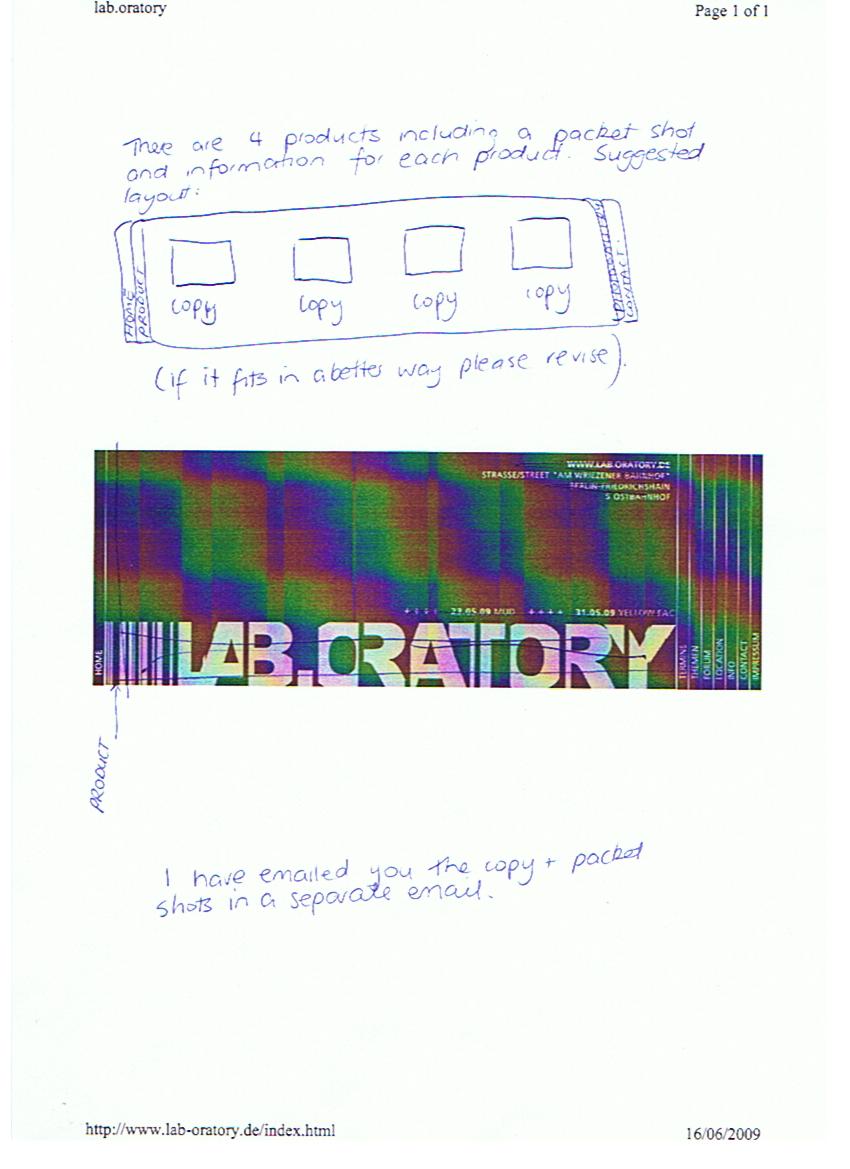 lab.oratory
Page 1 of 1
There are 4 products including a packet shot
and information for each product. Suggested
layout:
HOME
PRODUCT
copy
copy
copy
copy
CONTACT.
(if it fits in a better way please revise).
WWW.LAB.ORATORY.DE
STRASSE/STREET "AM WRIEZENER BAHNHOF"
BERLIN-FRIEDRICHSHAIN
S OSTBAHNHOF
++++ 23.05.09 MUD ++++ 31.05.09 YELLOW FAC
HOME
LAB.ORATORY
TERMINE
THEMEN
FORUM
LOCATION
INFO
CONTACT
IMPRESSUM
PRODUCT
I have emailed you the copy + packet
shots in a separate email.
http://www.lab-oratory.de/index.html
16/06/2009